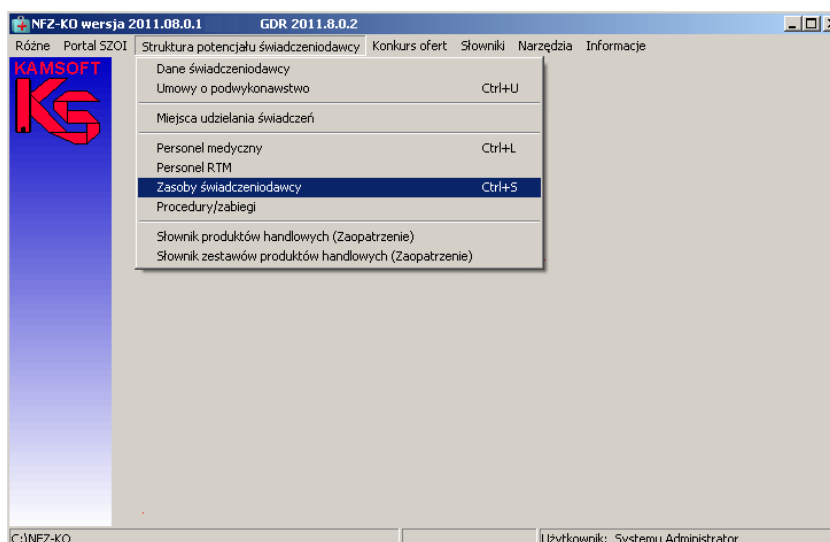 NFZ-KO wersja 2011.08.0.1 GDR 2011.8.0.2
Różne Portal SZOI Struktura potencjału świadczeniodawcy Konkurs ofert Słowniki Narzędzia Informacje
KAMSOFT
KS
Dane świadczeniodawcy
Umowy o podwykonawstwo Ctrl+U
Miejsca udzielania świadczeń
Personel medyczny Ctrl+L
Personel RTM
Zasoby świadczeniodawcy Ctrl+S
Procedury/zabiegi
Słownik produktów handlowych (Zaopatrzenie)
Słownik zestawów produktów handlowych (Zaopatrzenie)
C:\NFZ-KO Użytkownik: Systemu Administrator